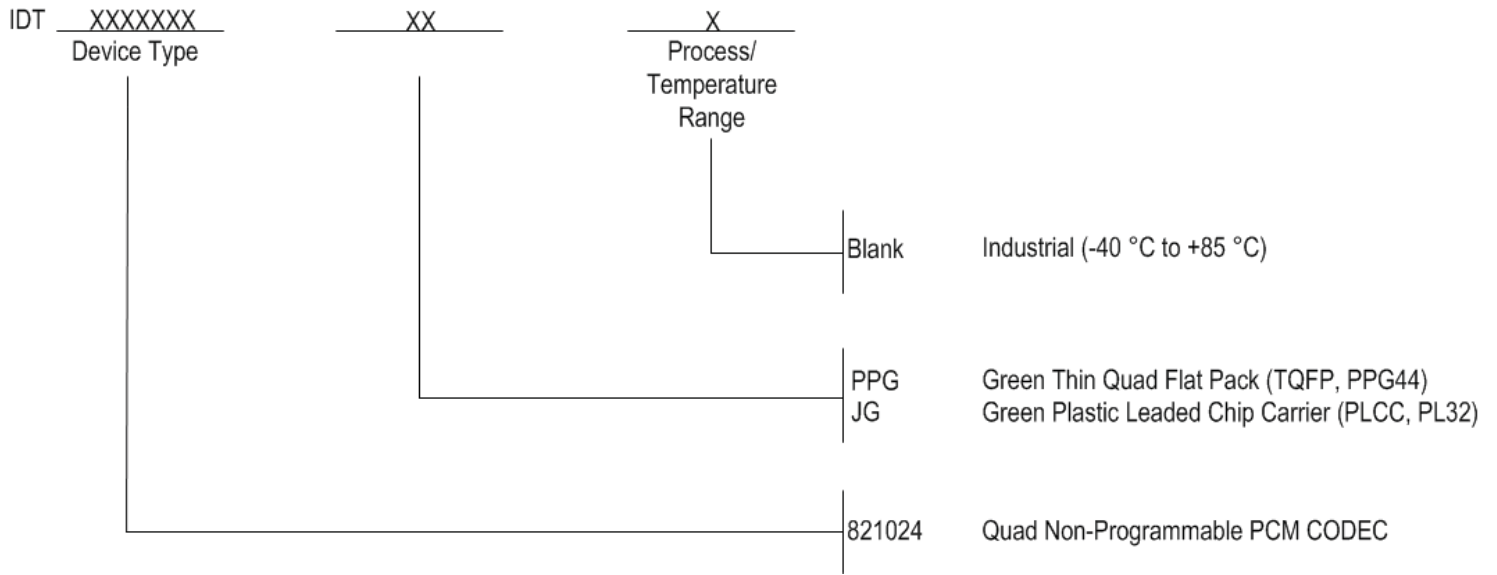 IDT XXXXXXX XX X
Device Type
Process/
Temperature
Range
Blank Industrial (-40 °C to +85 °C)
PPG Green Thin Quad Flat Pack (TQFP, PPG44)
JG Green Plastic Leaded Chip Carrier (PLCC, PL32)
821024 Quad Non-Programmable PCM CODEC